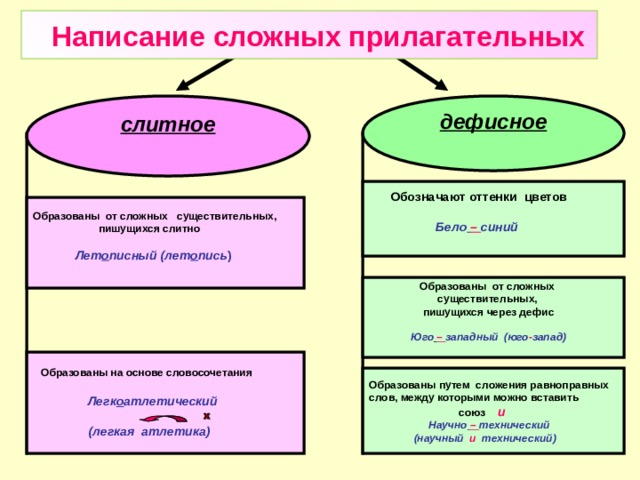 Написание сложных прилагательных
слитное
Образованы от сложных существительных,
пишущихся слитно
Летописный (летопись)
Образованы на основе словосочетания
Легкоатлетический
х
(легкая атлетика)
дефисное
Обозначают оттенки цветов
Бело – синий
Образованы от сложных
существительных,
пишущихся через дефис
Юго – западный (юго-запад)
Образованы путем сложения равноправных
слов, между которыми можно вставить
союз и
Научно – технический
(научный и технический)